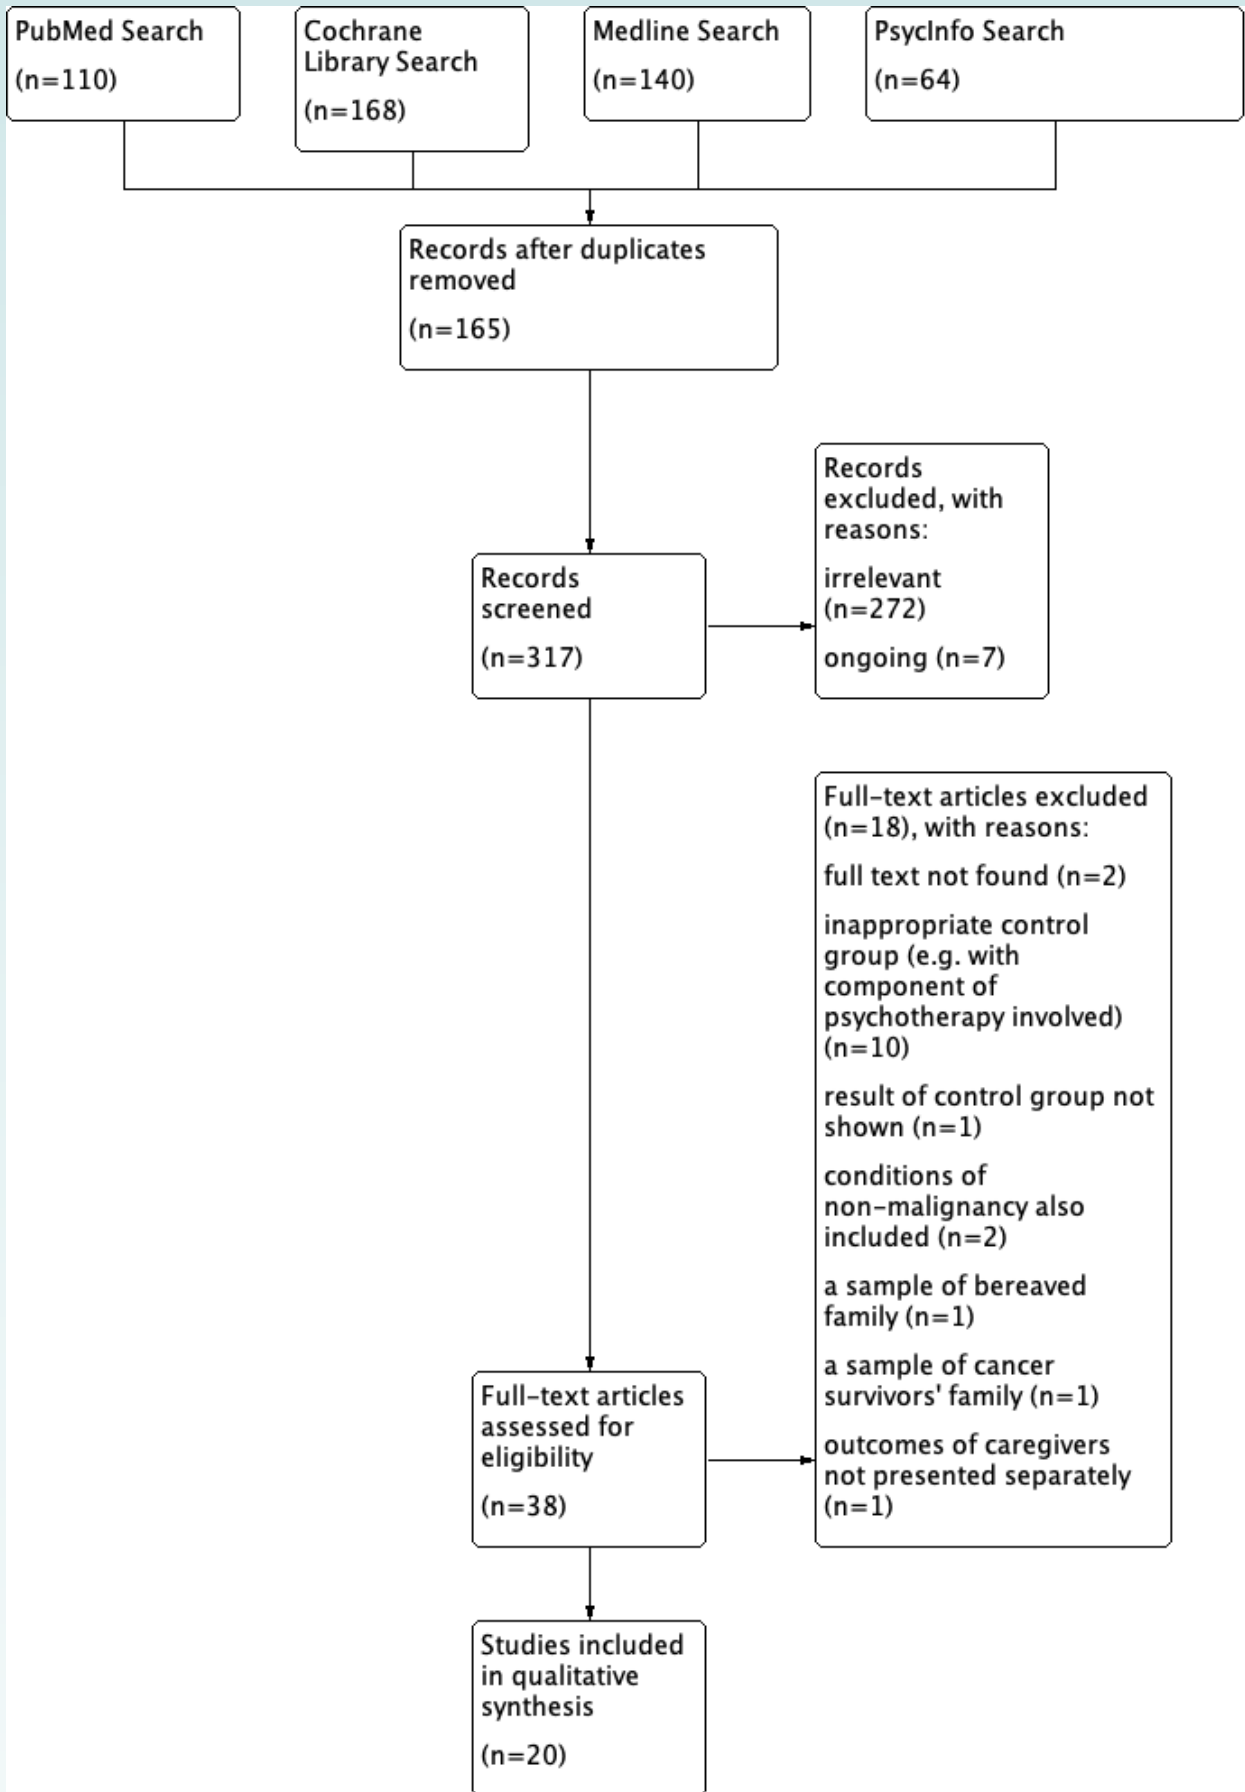 PubMed Search
(n=110)
Cochrane
Library Search
(n=168)
Medline Search
(n=140)
PsycInfo Search
(n=64)
Records after duplicates
removed
(n=165)
Records
excluded, with
reasons:
irrelevant
(n=272)
ongoing (n=7)
Records
screened
(n=317)
Full-text articles excluded
(n=18), with reasons:
full text not found (n=2)
inappropriate control
group (e.g. with
component of
psychotherapy involved)
(n=10)
result of control group not
shown (n=1)
conditions of
non-malignancy also
included (n=2)
a sample of bereaved
family (n=1)
a sample of cancer
survivors' family (n=1)
outcomes of caregivers
not presented separately
(n=1)
Full-text articles
assessed for
eligibility
(n=38)
Studies included
in qualitative
synthesis
(n=20)